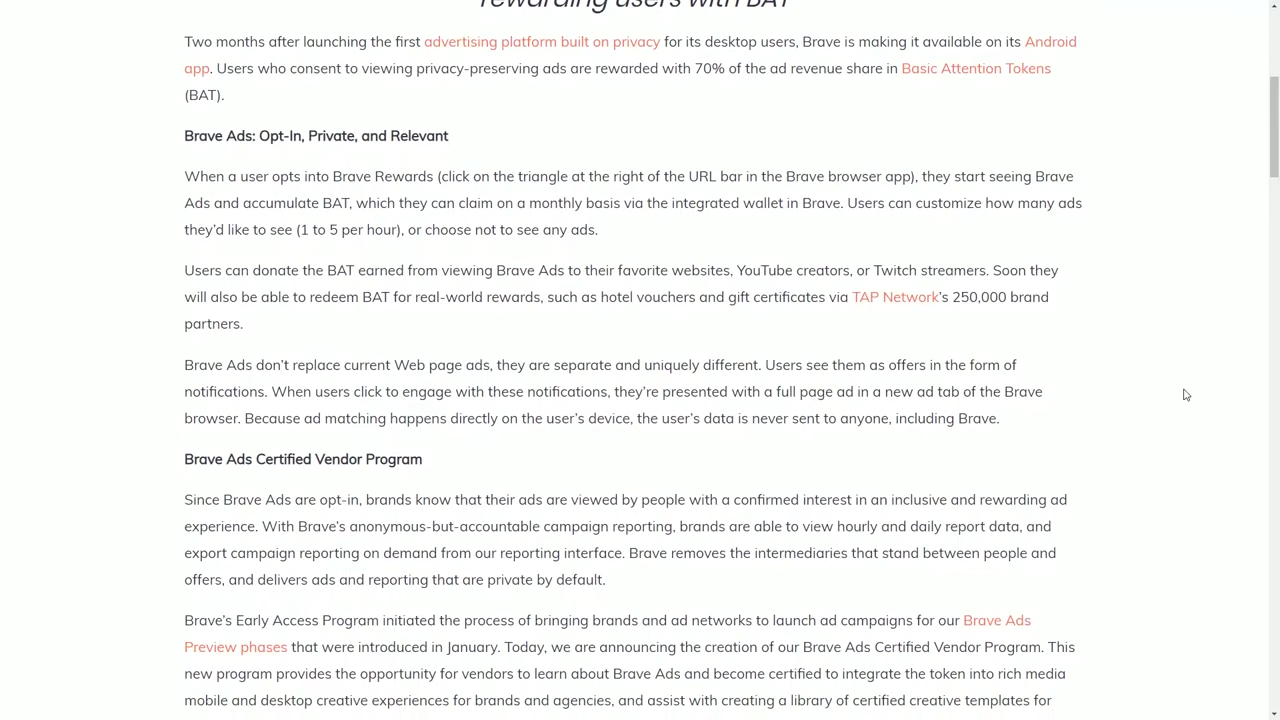 rewarding users with BAT
Two months after launching the first advertising platform built on privacy for its desktop users, Brave is making it available on its Android
app. Users who consent to viewing privacy-preserving ads are rewarded with 70% of the ad revenue share in Basic Attention Tokens
(BAT).
Brave Ads: Opt-In, Private, and Relevant
When a user opts into Brave Rewards (click on the triangle at the right of the URL bar in the Brave browser app), they start seeing Brave
Ads and accumulate BAT, which they can claim on a monthly basis via the integrated wallet in Brave. Users can customize how many ads
they’d like to see (1 to 5 per hour), or choose not to see any ads.
Users can donate the BAT earned from viewing Brave Ads to their favorite websites, YouTube creators, or Twitch streamers. Soon they
will also be able to redeem BAT for real-world rewards, such as hotel vouchers and gift certificates via TAP Network’s 250,000 brand
partners.
Brave Ads don’t replace current Web page ads, they are separate and uniquely different. Users see them as offers in the form of
notifications. When users click to engage with these notifications, they’re presented with a full page ad in a new ad tab of the Brave
browser. Because ad matching happens directly on the user’s device, the user’s data is never sent to anyone, including Brave.
Brave Ads Certified Vendor Program
Since Brave Ads are opt-in, brands know that their ads are viewed by people with a confirmed interest in an inclusive and rewarding ad
experience. With Brave’s anonymous-but-accountable campaign reporting, brands are able to view hourly and daily report data, and
export campaign reporting on demand from our reporting interface. Brave removes the intermediaries that stand between people and
offers, and delivers ads and reporting that are private by default.
Brave’s Early Access Program initiated the process of bringing brands and ad networks to launch ad campaigns for our Brave Ads
Preview phases that were introduced in January. Today, we are announcing the creation of our Brave Ads Certified Vendor Program. This
new program provides the opportunity for vendors to learn about Brave Ads and become certified to integrate the token into rich media
mobile and desktop creative experiences for brands and agencies, and assist with creating a library of certified creative templates for